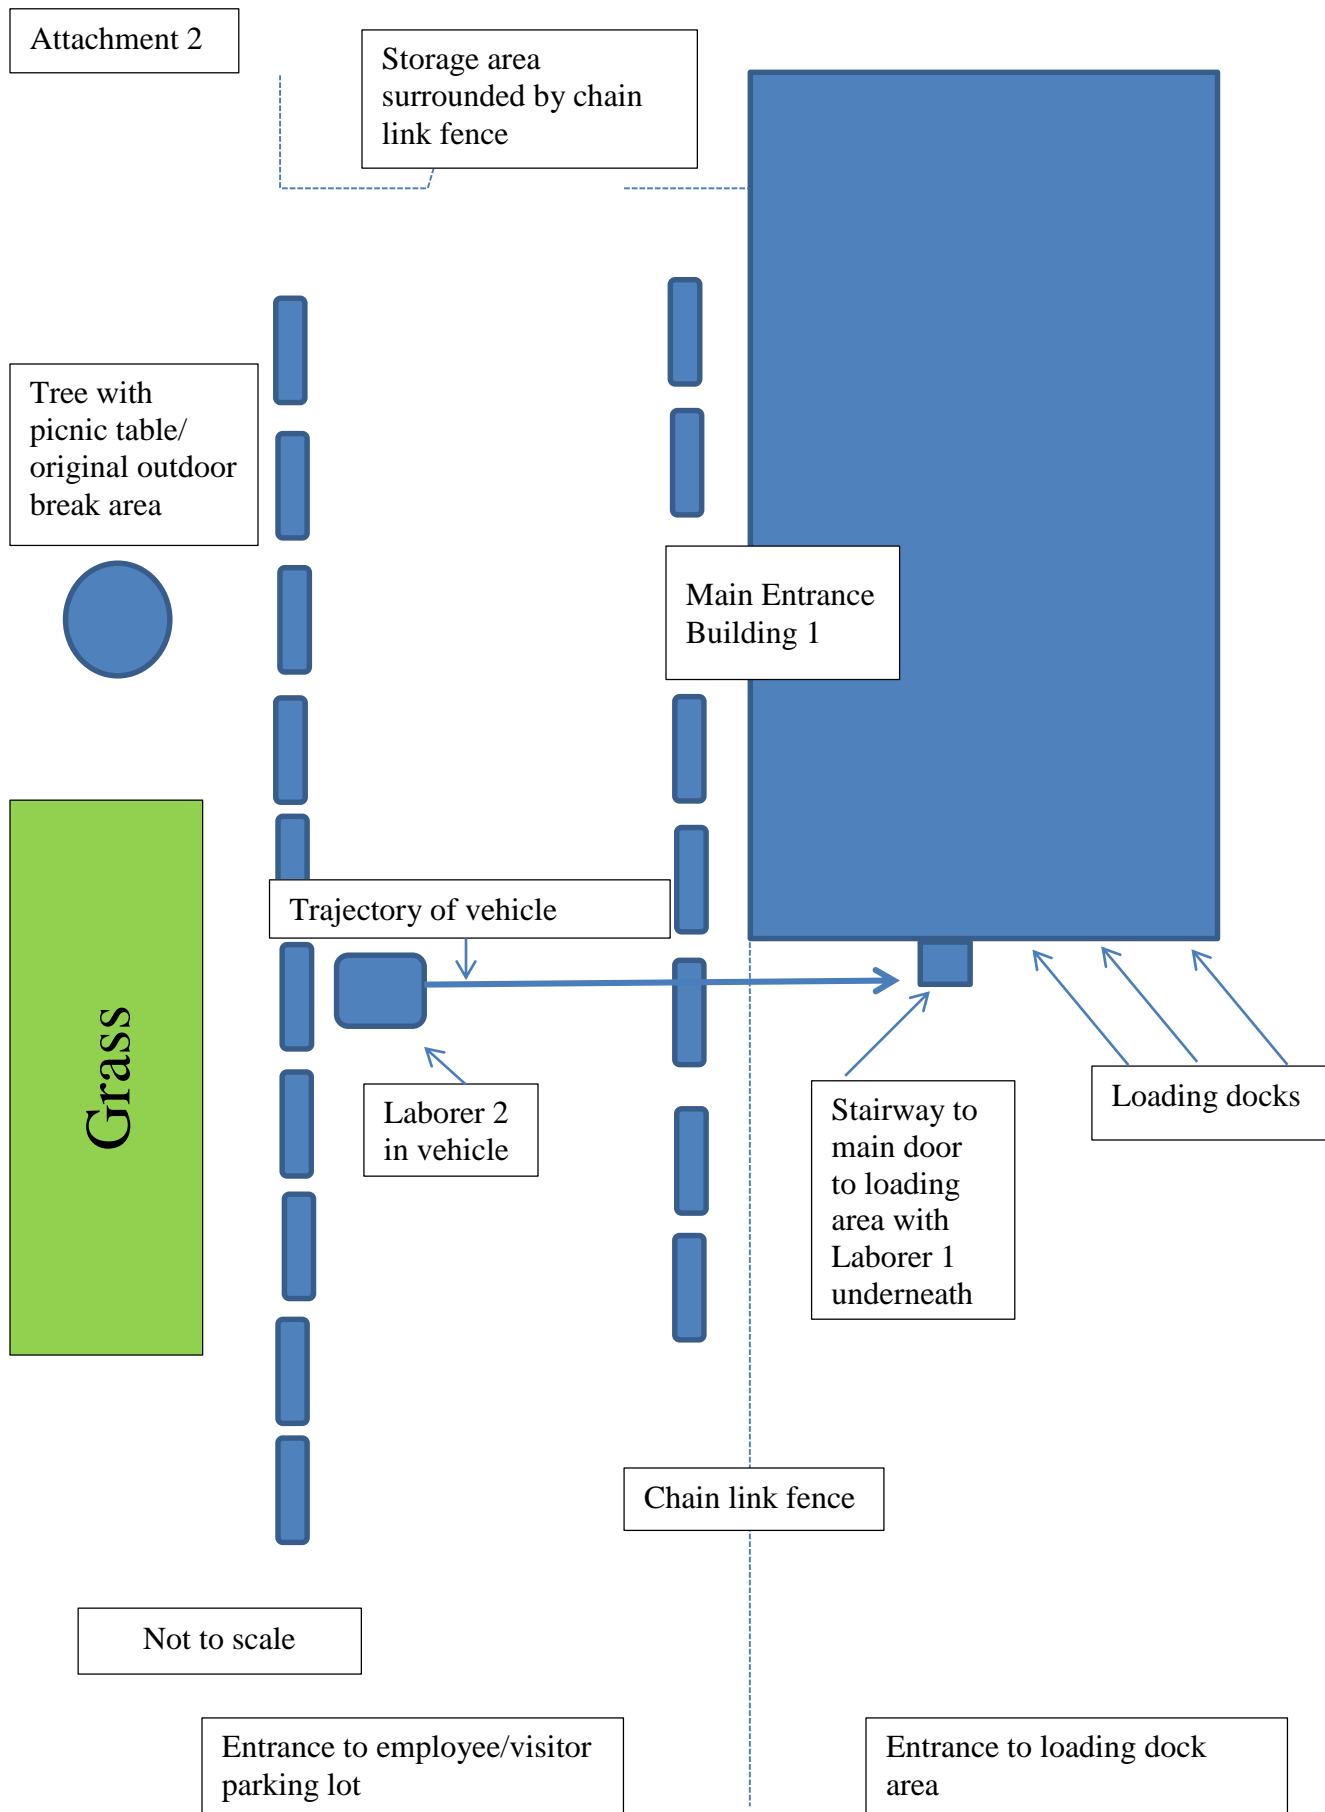 Attachment 2
Storage area
surrounded by chain
link fence
Tree with
picnic table/
original outdoor
break area
Main Entrance
Building 1
Trajectory of vehicle
Grass
Laborer 2
in vehicle
Stairway to
main door
to loading
area with
Laborer 1
underneath
Loading docks
Chain link fence
Not to scale
Entrance to employee/visitor
parking lot
Entrance to loading dock
area